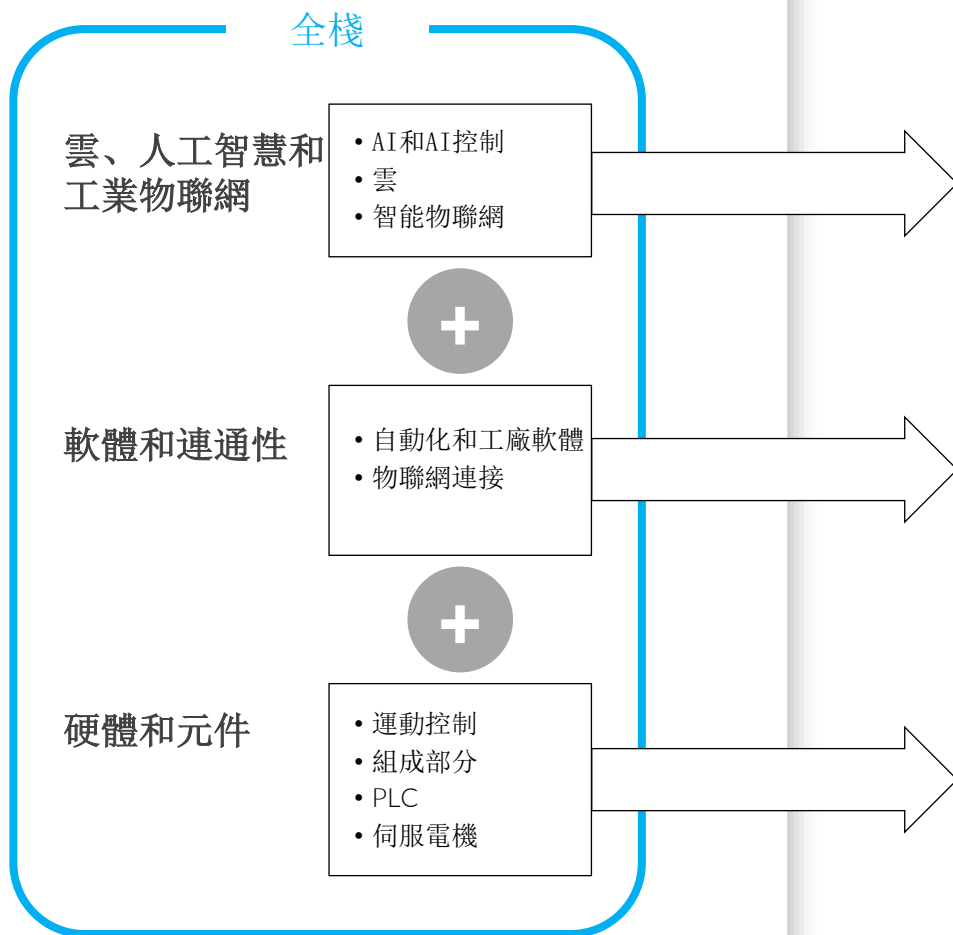 全棧
雲、人工智慧和
工業物聯網
• AI和AI控制
• 雲
• 智能物聯網
+
軟體和連通性
• 自動化和工廠軟體
• 物聯網連接
+
硬體和元件
• 運動控制
• 組成部分
• PLC
• 伺服電機